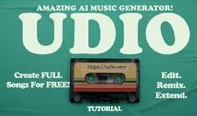 AMAZING AI MUSIC GENERATOR!
UDIO
Create FULL
Songs For FREE!
https://udio.com
Edit.
Remix.
Extend.
TUTORIAL